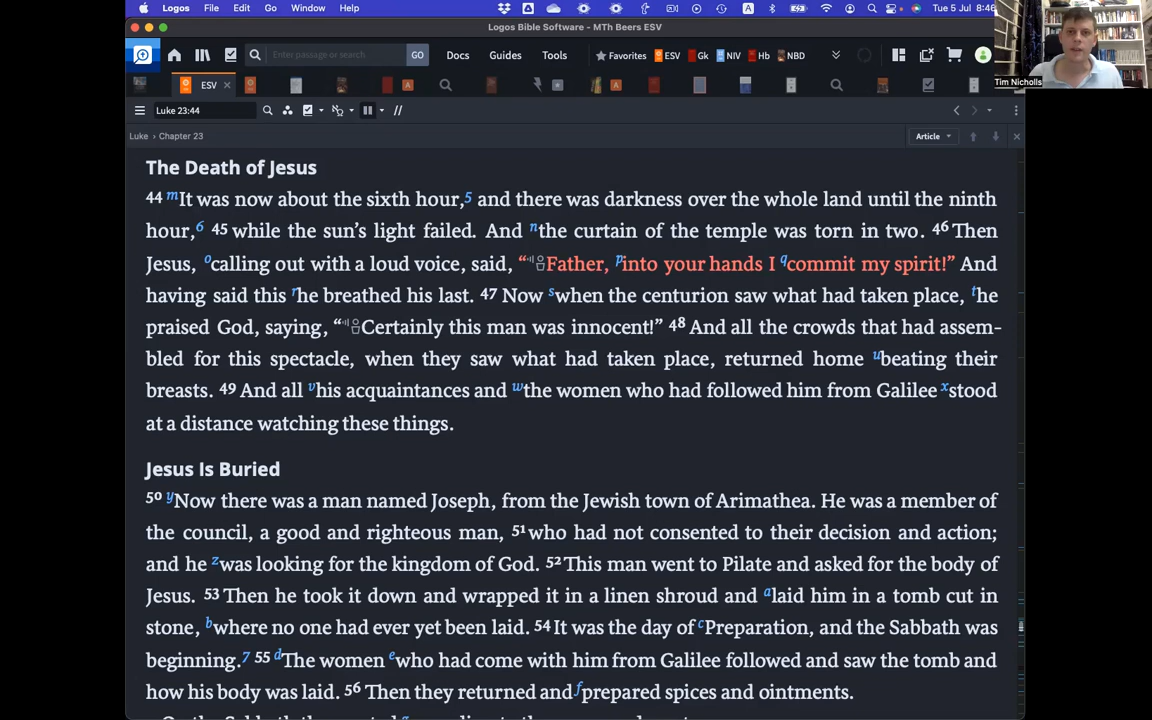 Logos File Edit Go Window Help A Tue 5 Jul 8:46
Logos Bible Software – MTh Beers ESV
Enter passage or search GO Docs Guides Tools Favorites ESV Gk NIV Hb NBD
ESV × A A
Luke 23:44
Luke › Chapter 23 Article
Tim Nicholls
The Death of Jesus
44 mIt was now about the sixth hour,5 and there was darkness over the whole land until the ninth
hour,6 45 while the sun’s light failed. And nthe curtain of the temple was torn in two. 46 Then
Jesus, ocalling out with a loud voice, said, “Father, pinto your hands I qcommit my spirit!” And
having said this rhe breathed his last. 47 Now swhen the centurion saw what had taken place, the
praised God, saying, “Certainly this man was innocent!” 48 And all the crowds that had assem-
bled for this spectacle, when they saw what had taken place, returned home ubeating their
breasts. 49 And all vhis acquaintances and wthe women who had followed him from Galilee xstood
at a distance watching these things.
Jesus Is Buried
50 yNow there was a man named Joseph, from the Jewish town of Arimathea. He was a member of
the council, a good and righteous man, 51 who had not consented to their decision and action;
and he zwas looking for the kingdom of God. 52 This man went to Pilate and asked for the body of
Jesus. 53 Then he took it down and wrapped it in a linen shroud and alaid him in a tomb cut in
stone, bwhere no one had ever yet been laid. 54 It was the day of cPreparation, and the Sabbath was
beginning.7 55 dThe women ewho had come with him from Galilee followed and saw the tomb and
how his body was laid. 56 Then they returned and fprepared spices and ointments.